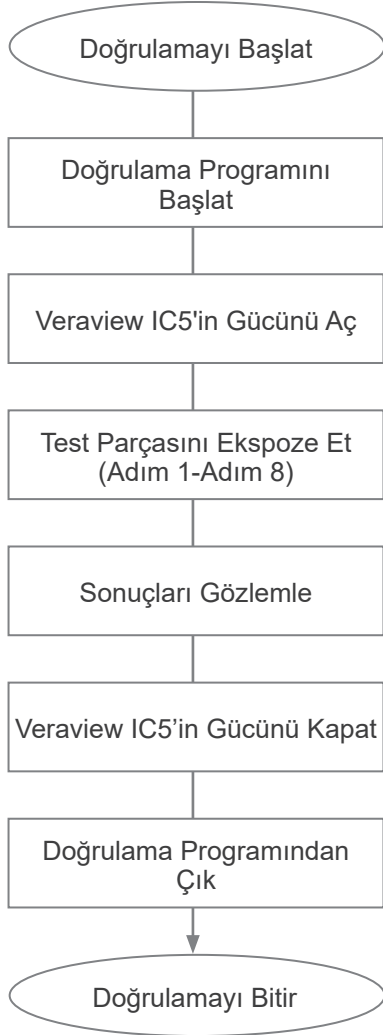 Doğrulamayı Başlat
Doğrulama Programını
Başlat
Veraview IC5'in Gücünü Aç
Test Parçasını Ekspoze Et
(Adım 1-Adım 8)
Sonuçları Gözlemle
Veraview IC5’in Gücünü Kapat
Doğrulama Programından
Çık
Doğrulamayı Bitir